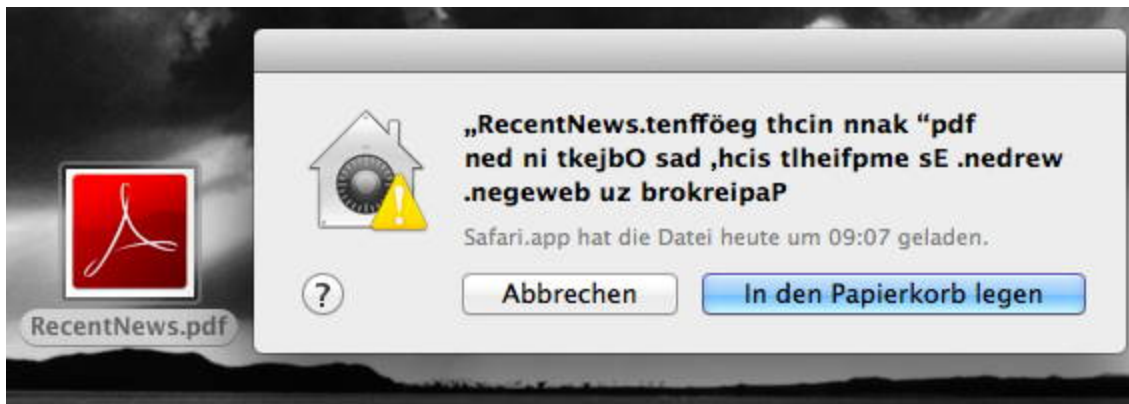 „RecentNews.tenfföeg thcin nnak “pdf
ned ni tkejbO sad ,hcis tlheifpme sE .nedrew
.negeweb uz brokreipaP
Safari.app hat die Datei heute um 09:07 geladen.
?
Abbrechen
In den Papierkorb legen
RecentNews.pdf